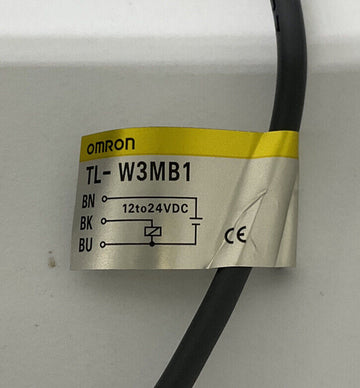 OMRON
TL- W3MB1
BN
12to24VDC
BK
BU
CE